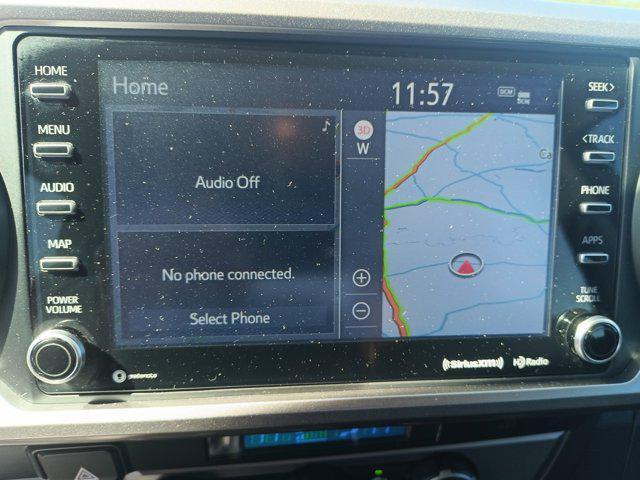 HOME
MENU
AUDIO
MAP
POWER
VOLUME
Home
11:57
DCM
Audio Off
No phone connected.
Select Phone
3D
W
SEEK >
< TRACK
PHONE
APPS
TUNE
SCROLL
((SiriusXM))
HD Radio